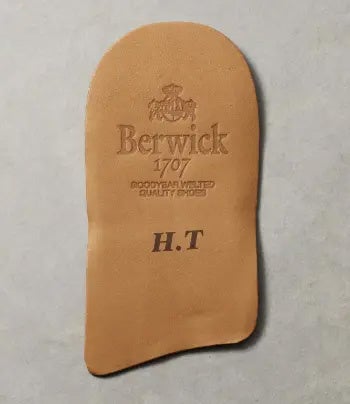 Berwick
1707
GOODYEAR WELTED
QUALITY SHOES
H.T